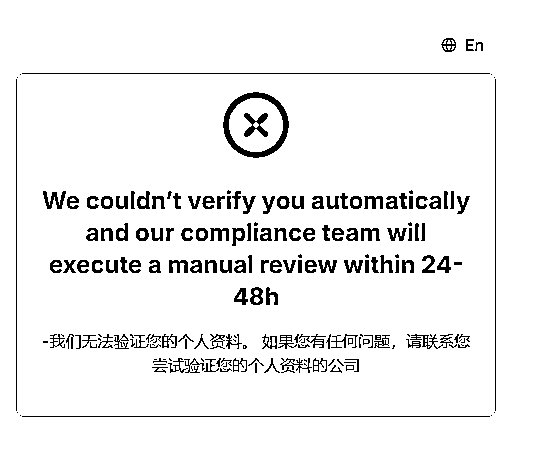 En
We couldn't verify you automatically
and our compliance team will
execute a manual review within 24-
48h
-我们无法验证您的个人资料。 如果您有任何问题，请联系您
尝试验证您的个人资料的公司